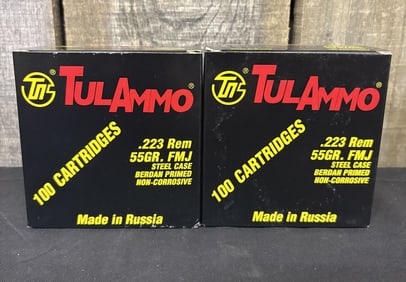 TulAmmo®
.223 Rem
55GR. FMJ
STEEL CASE
BERDAN PRIMED
NON-CORROSIVE
100 CARTRIDGES
Made in Russia
TulAmmo®
.223 Rem
55GR. FMJ
STEEL CASE
BERDAN PRIMED
NON-CORROSIVE
100 CARTRIDGES
Made in Russia